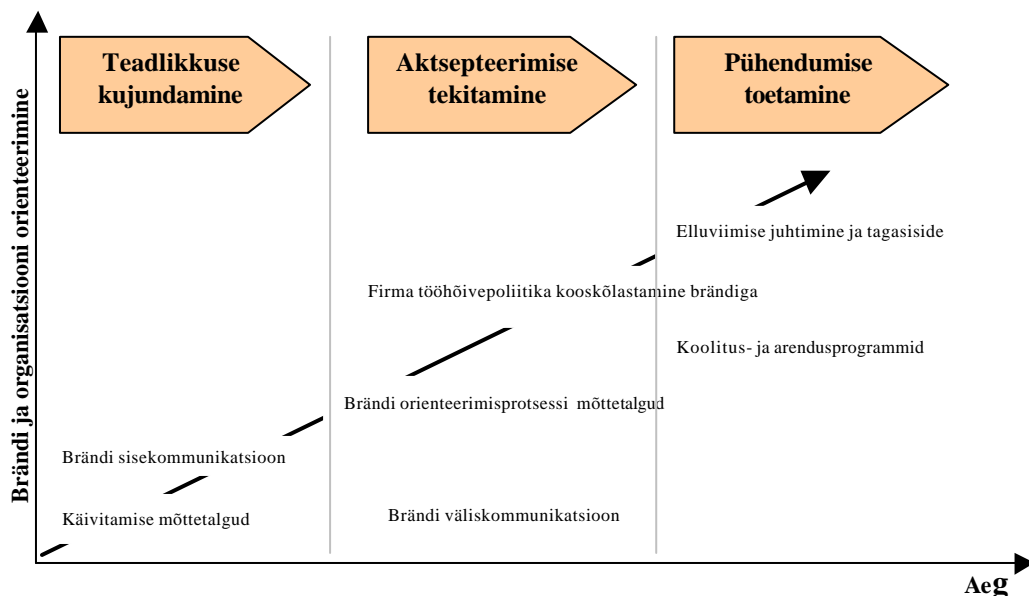 Teadlikkuse
kujundamine
Aktsepteerimise
tekitamine
Pühendumise
toetamine
Brändi ja organisatsiooni orienteerimine
Elluviimise juhtimine ja tagasiside
Firma tööhõivepoliitika kooskõlastamine brändiga
Koolitus- ja arendusprogrammid
Brändi orienteerimisprotsessi mõttetalgud
Brändi sisekommunikatsioon
Käivitamise mõttetalgud
Brändi väliskommunikatsioon
Aeg